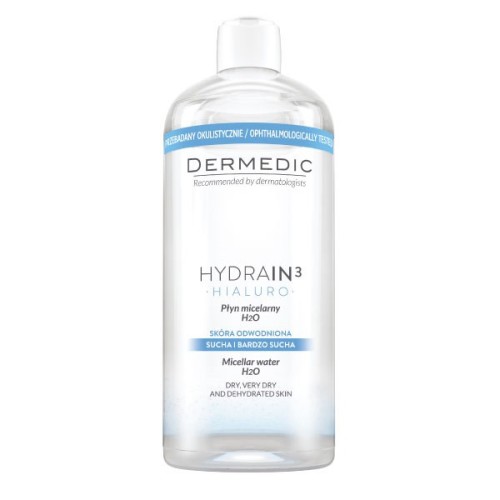 PRZEBADANY OKULISTYCZNIE / OPHTHALMOLOGICALLY TESTED
DERMEDIC
Recommended by dermatologists
HYDRAIN³
·HIALURO·
Płyn micelarny
H2O
SKÓRA ODWODNIONA
SUCHA I BARDZO SUCHA
Micellar water
H2O
DRY, VERY DRY
AND DEHYDRATED SKIN